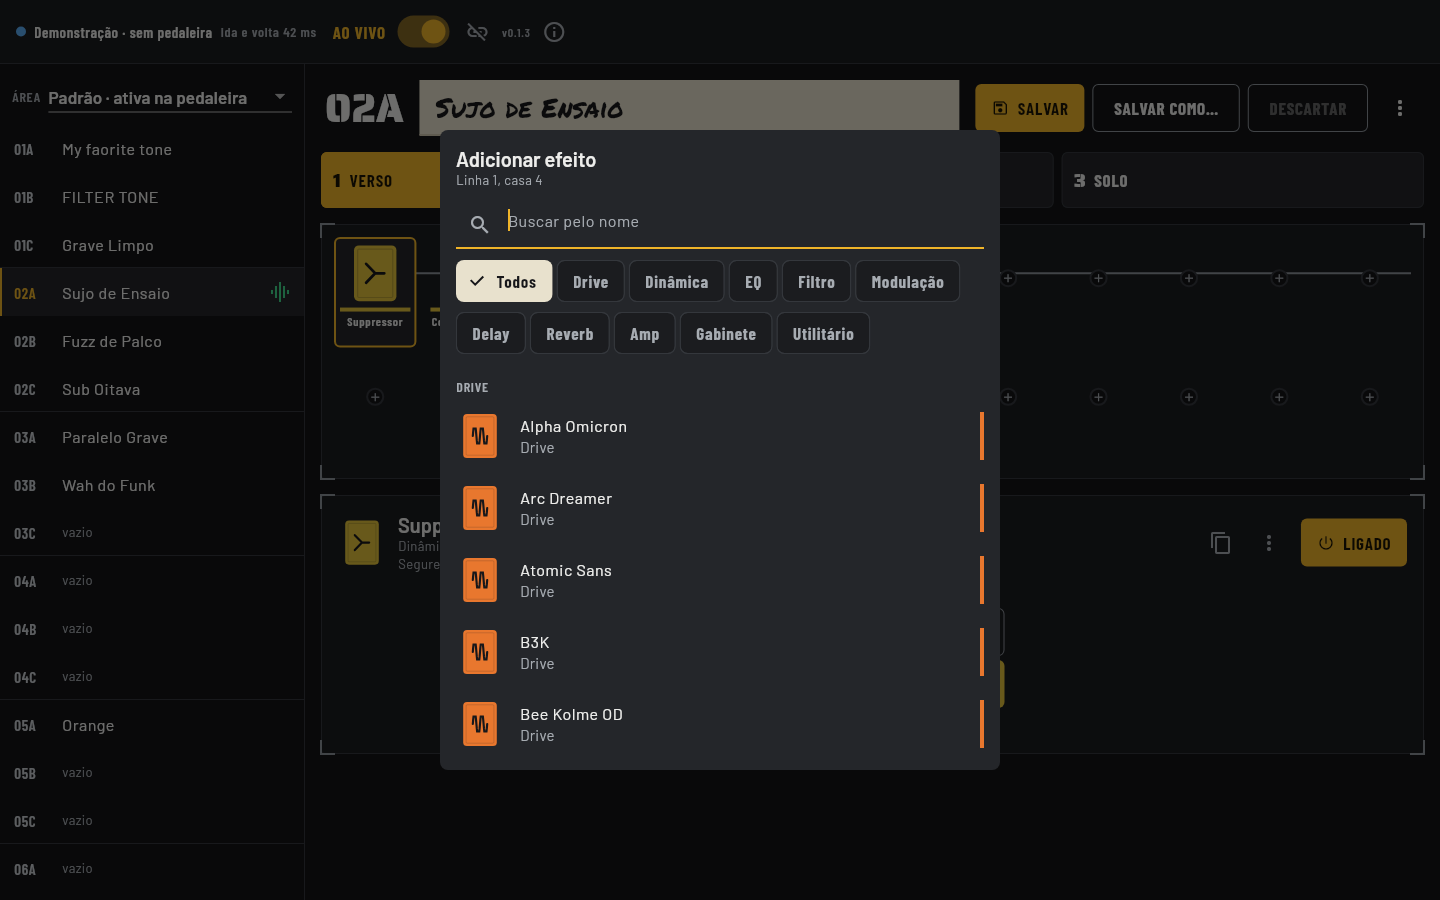 Demonstração · sem pedaleira Ida e volta 42 ms AO VIVO v0.1.3
ÁREA Padrão · ativa na pedaleira
01A My faorite tone
01B FILTER TONE
01C Grave Limpo
02A Sujo de Ensaio
02B Fuzz de Palco
02C Sub Oitava
03A Paralelo Grave
03B Wah do Funk
03C vazio
04A vazio
04B vazio
04C vazio
05A Orange
05B vazio
05C vazio
06A vazio
02A Sujo de Ensaio SALVAR SALVAR COMO... DESCARTAR
1 VERSO
3 SOLO
Suppressor
Adicionar efeito
Linha 1, casa 4
Buscar pelo nome
Todos Drive Dinâmica EQ Filtro Modulação
Delay Reverb Amp Gabinete Utilitário
DRIVE
Alpha Omicron
Drive
Arc Dreamer
Drive
Atomic Sans
Drive
B3K
Drive
Bee Kolme OD
Drive
LIGADO